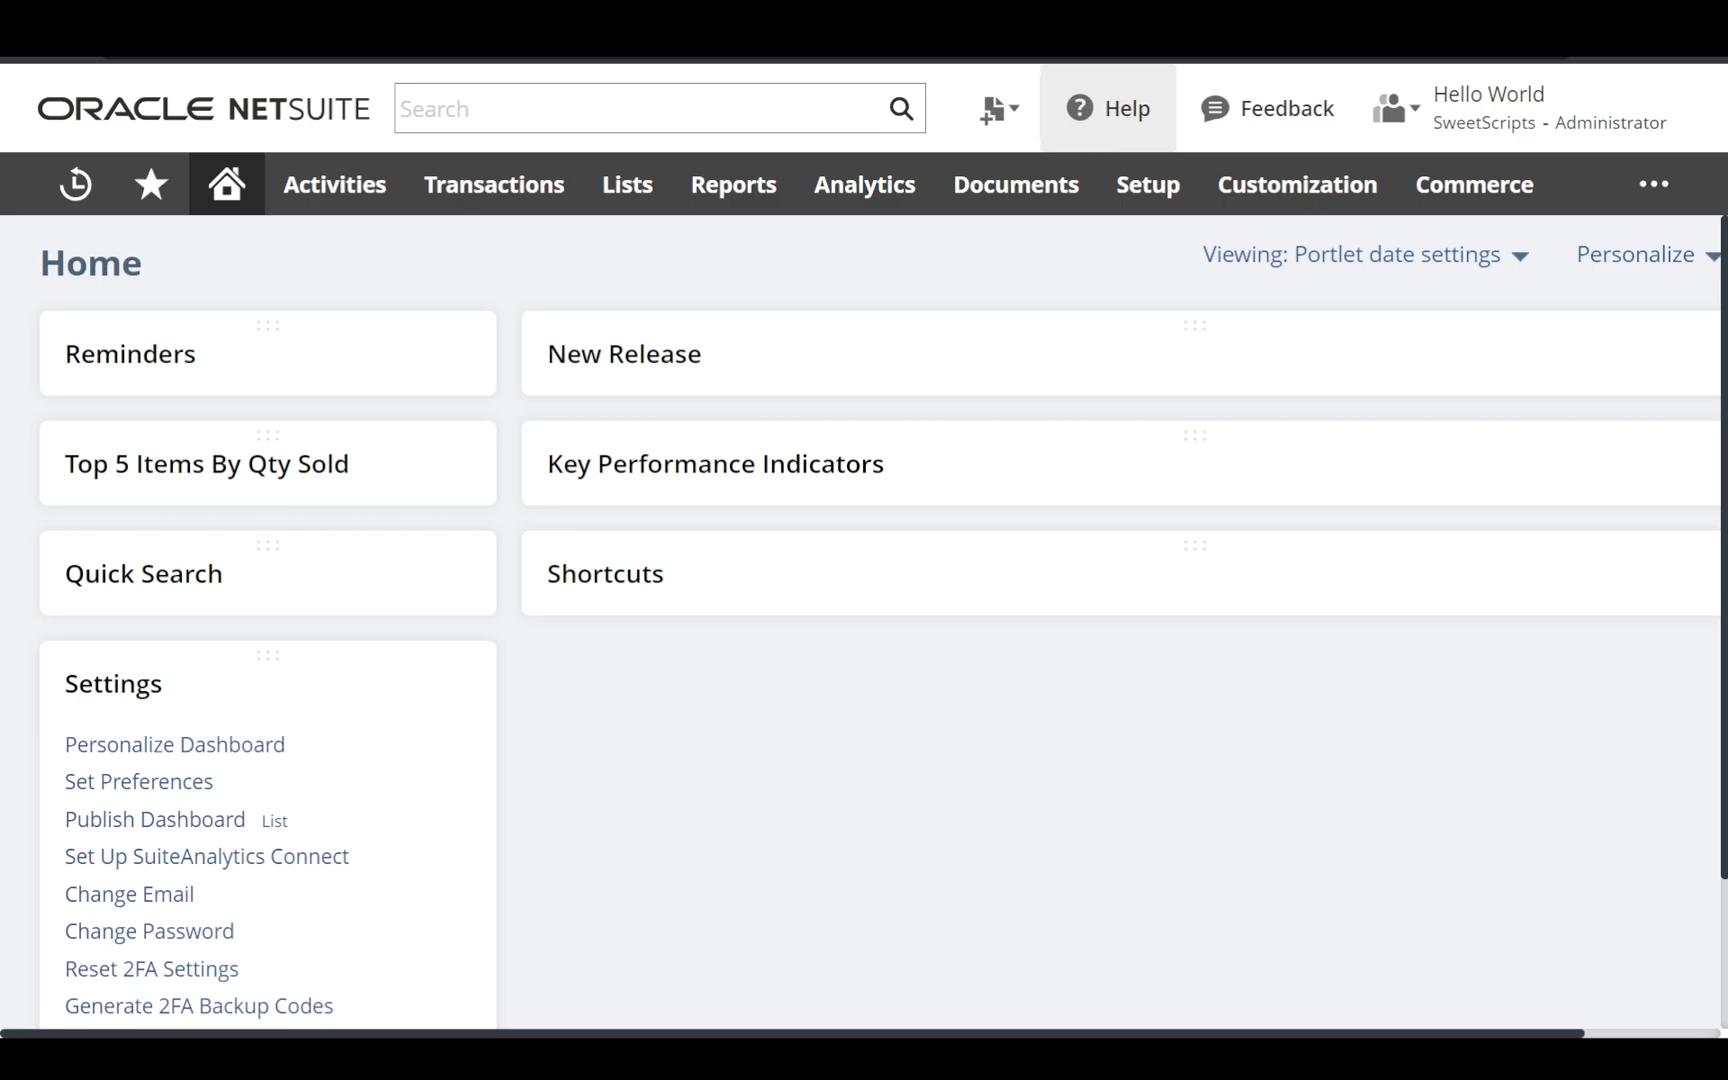 ORACLE NETSUITE
Search
Help
Feedback
Hello World
SweetScripts - Administrator
Activities
Transactions
Lists
Reports
Analytics
Documents
Setup
Customization
Commerce
Home
Viewing: Portlet date settings
Personalize
Reminders
New Release
Top 5 Items By Qty Sold
Key Performance Indicators
Quick Search
Shortcuts
Settings
Personalize Dashboard
Set Preferences
Publish Dashboard List
Set Up SuiteAnalytics Connect
Change Email
Change Password
Reset 2FA Settings
Generate 2FA Backup Codes